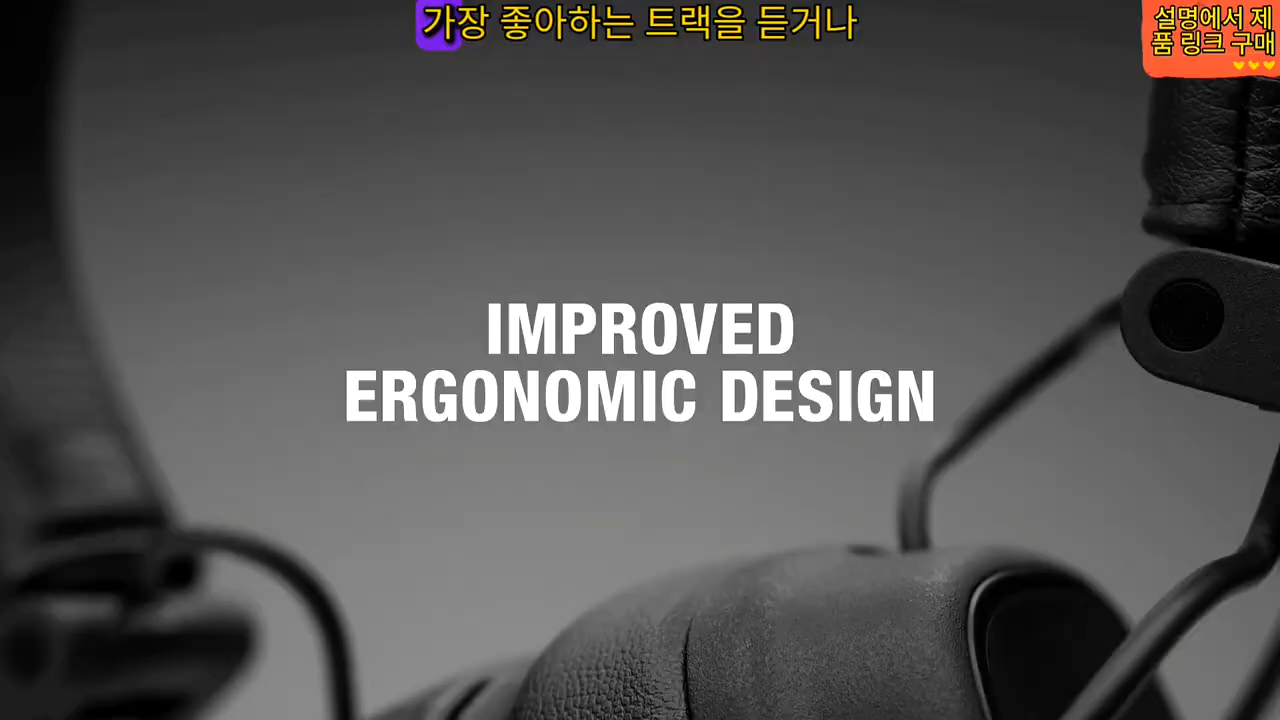 가장 좋아하는 트랙을 듣거나
설명에서 제
품 링크 구매
IMPROVED
ERGONOMIC DESIGN